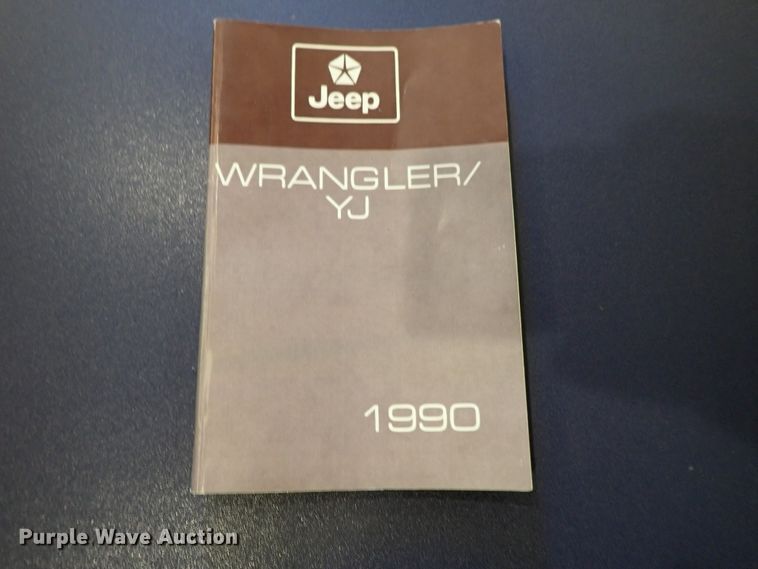 Jeep
WRANGLER/
YJ
1990
Purple Wave Auction